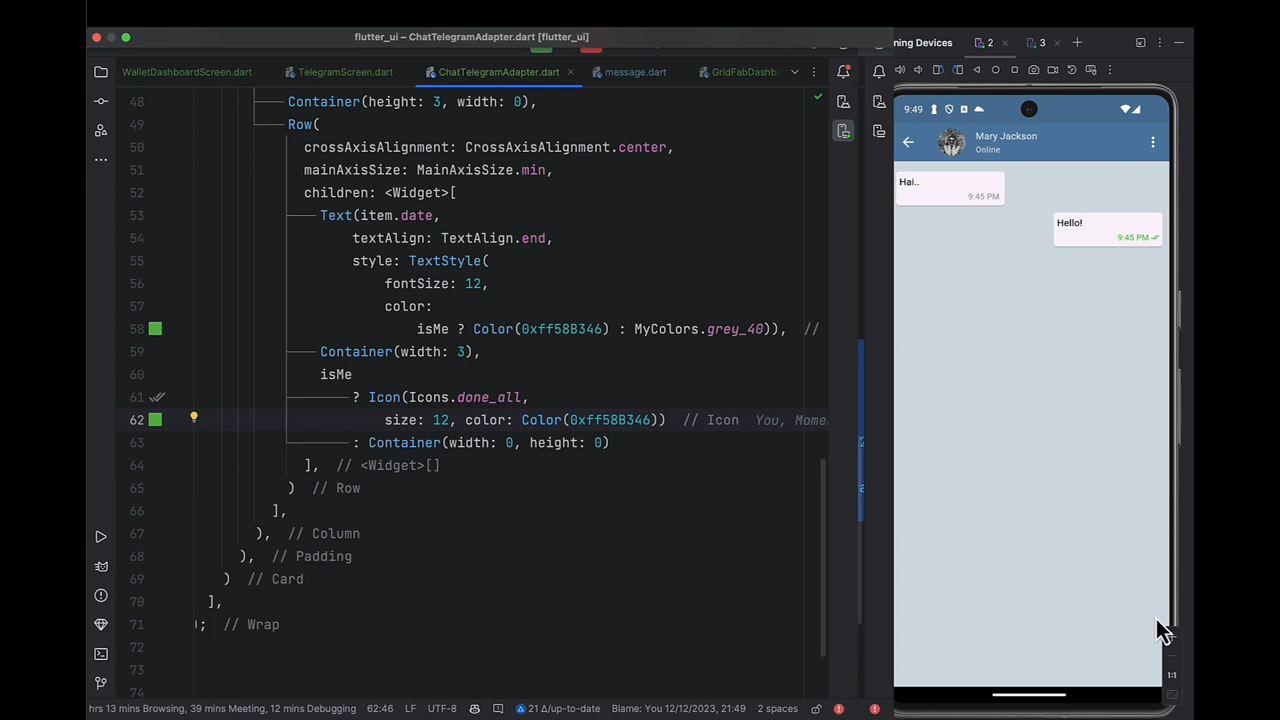 flutter_ui – ChatTelegramAdapter.dart [flutter_ui]
WalletDashboardScreen.dart
TelegramScreen.dart
ChatTelegramAdapter.dart
message.dart
GridFabDashb
48 Container(height: 3, width: 0),
49 Row(
50 crossAxisAlignment: CrossAxisAlignment.center,
51 mainAxisSize: MainAxisSize.min,
52 children: <Widget>[
53 Text(item.date,
54 textAlign: TextAlign.end,
55 style: TextStyle(
56 fontSize: 12,
57 color:
58 isMe ? Color(0xff58B346) : MyColors.grey_40)), //
59 Container(width: 3),
60 isMe
61 ? Icon(Icons.done_all,
62 size: 12, color: Color(0xff58B346)) // Icon You, Mome
63 : Container(width: 0, height: 0)
64 ], // <Widget>[]
65 ) // Row
66 ],
67 ), // Column
68 ), // Padding
69 ) // Card
70 ],
71 ); // Wrap
72
73
74
hrs 13 mins Browsing, 39 mins Meeting, 12 mins Debugging
62:46
LF
UTF-8
21 Δ/up-to-date
Blame: You 12/12/2023, 21:49
2 spaces
ning Devices
2
3
9:49
Mary Jackson
Online
Hai..
9:45 PM
Hello!
9:45 PM
1:1